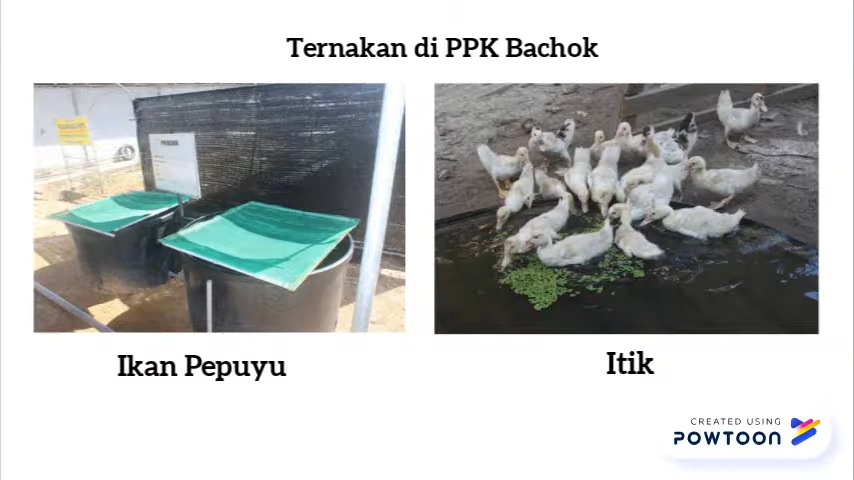 Ternakan di PPK Bachok
Ikan Pepuyu
Itik
CREATED USING
POWTOON